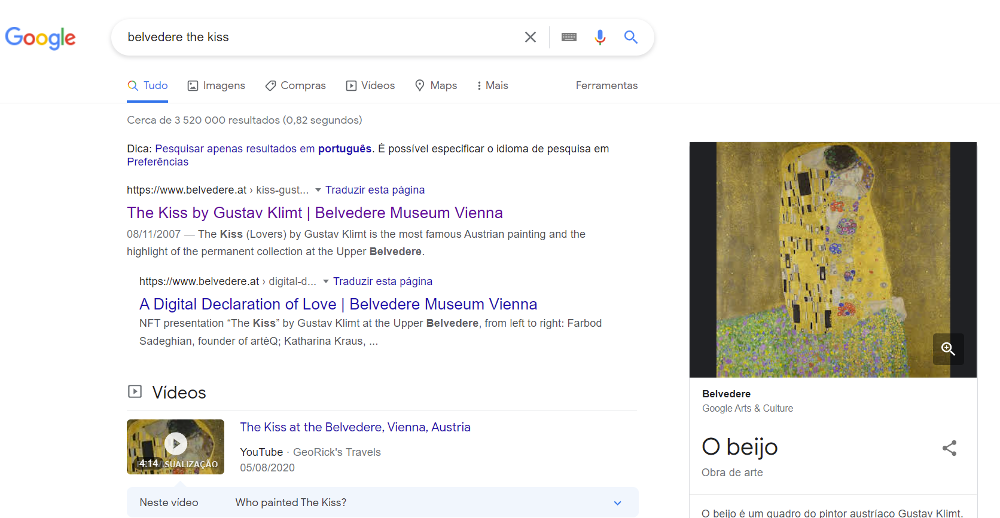 Google
belvedere the kiss
Tudo Imagens Compras Vídeos Maps Mais Ferramentas
Cerca de 3 520 000 resultados (0,82 segundos)
Dica: Pesquisar apenas resultados em português. É possível especificar o idioma de pesquisa em
Preferências
https://www.belvedere.at › kiss-gust... Traduzir esta página
The Kiss by Gustav Klimt | Belvedere Museum Vienna
08/11/2007 — The Kiss (Lovers) by Gustav Klimt is the most famous Austrian painting and the
highlight of the permanent collection at the Upper Belvedere.
https://www.belvedere.at › digital-d... Traduzir esta página
A Digital Declaration of Love | Belvedere Museum Vienna
NFT presentation “The Kiss” by Gustav Klimt at the Upper Belvedere, from left to right: Farbod
Sadeghian, founder of artèQ; Katharina Kraus, ...
Vídeos
4:14
The Kiss at the Belvedere, Vienna, Austria
YouTube · GeoRick's Travels
05/08/2020
Neste vídeo Who painted The Kiss?
Belvedere
Google Arts & Culture
O beijo
Obra de arte
O beijo é um quadro do pintor austríaco Gustav Klimt.